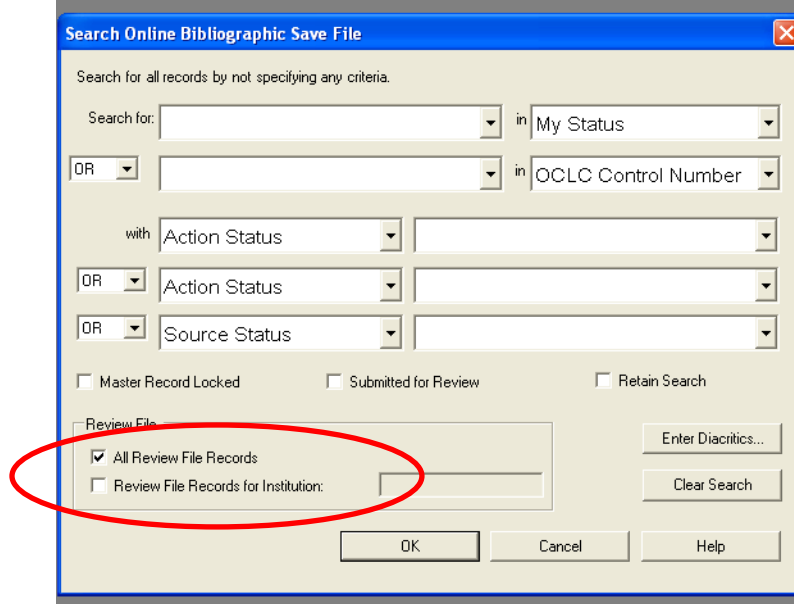 Search Online Bibliographic Save File
Search for all records by not specifying any criteria.
Search for: in My Status
OR in OCLC Control Number
with Action Status
OR Action Status
OR Source Status
Master Record Locked Submitted for Review Retain Search
Review File
All Review File Records Enter Diacritics...
Review File Records for Institution: Clear Search
OK Cancel Help